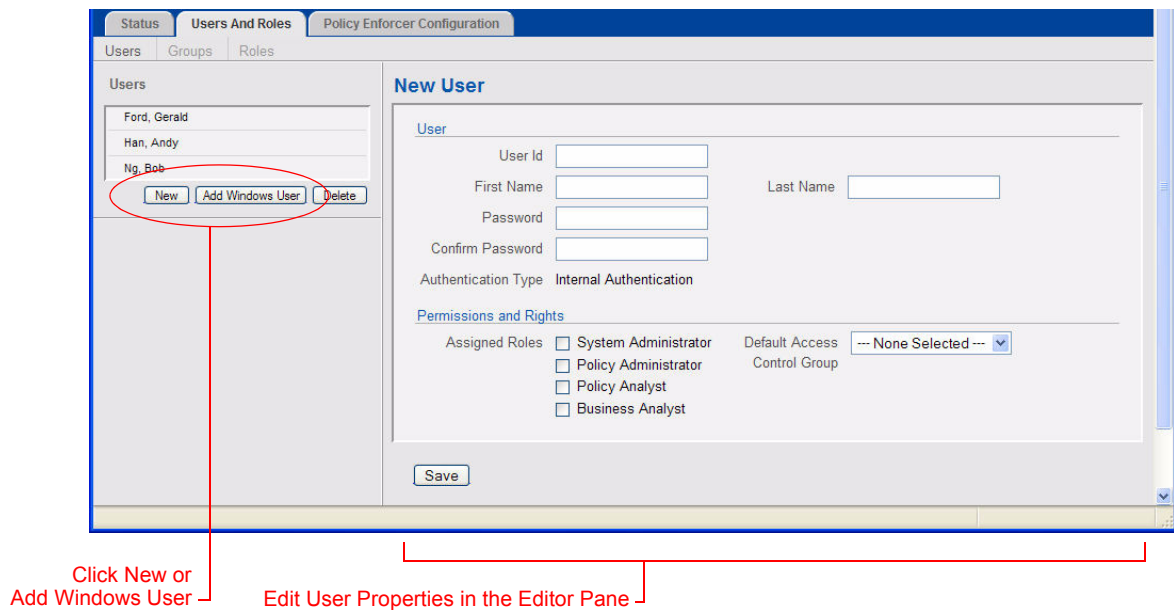 Status Users And Roles Policy Enforcer Configuration
Users Groups Roles
Users
Ford, Gerald
Han, Andy
Ng, Bob
New Add Windows User Delete
New User
User
User Id
First Name Last Name
Password
Confirm Password
Authentication Type Internal Authentication
Permissions and Rights
Assigned Roles System Administrator Default Access --- None Selected ---
Policy Administrator Control Group
Policy Analyst
Business Analyst
Save
Click New or
Add Windows User
Edit User Properties in the Editor Pane